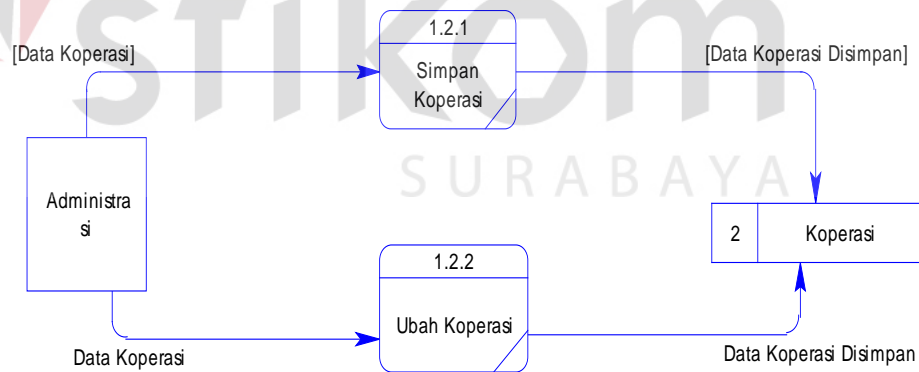 stikom
SURABAYA
1.2.1
[Data Koperasi]
[Data Koperasi Disimpan]
Simpan
Koperasi
Administra
si
2
Koperasi
1.2.2
Ubah Koperasi
Data Koperasi
Data Koperasi Disimpan